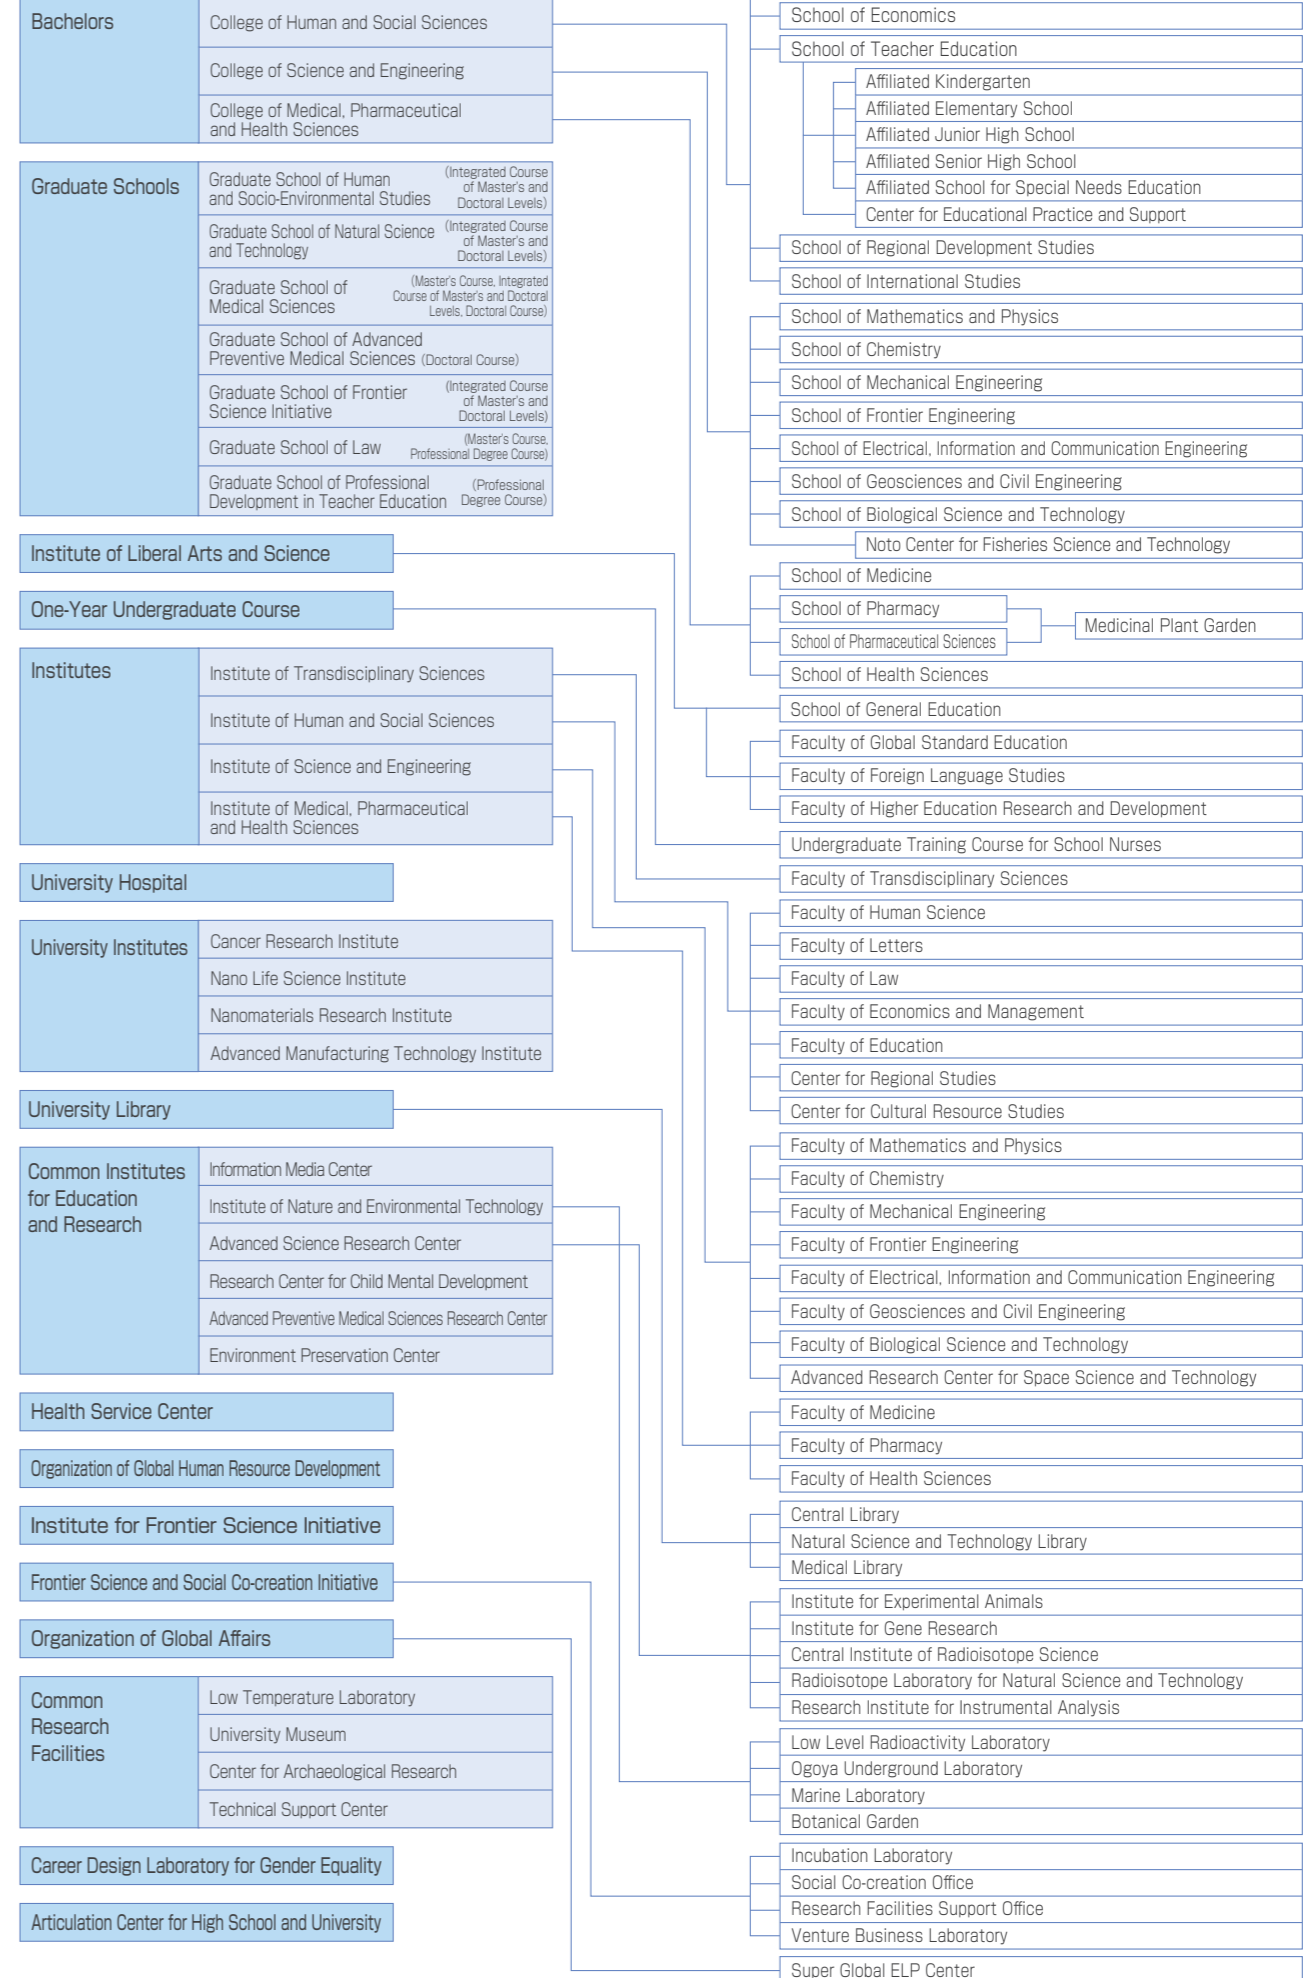 Bachelors
College of Human and Social Sciences
College of Science and Engineering
College of Medical, Pharmaceutical
and Health Sciences
Graduate Schools
Graduate School of Human
and Socio-Environmental Studies
(Integrated Course
of Master's and
Doctoral Levels)
Graduate School of Natural Science
and Technology
(Integrated Course
of Master's and
Doctoral Levels)
Graduate School of
Medical Sciences
(Master's Course, Integrated
Course of Master's and Doctoral
Levels, Doctoral Course)
Graduate School of Advanced
Preventive Medical Sciences (Doctoral Course)
Graduate School of Frontier
Science Initiative
(Integrated Course
of Master's and
Doctoral Levels)
Graduate School of Law
(Master's Course,
Professional Degree Course)
Graduate School of Professional
Development in Teacher Education
(Professional
Degree Course)
Institute of Liberal Arts and Science
One-Year Undergraduate Course
Institutes
Institute of Transdisciplinary Sciences
Institute of Human and Social Sciences
Institute of Science and Engineering
Institute of Medical, Pharmaceutical
and Health Sciences
University Hospital
University Institutes
Cancer Research Institute
Nano Life Science Institute
Nanomaterials Research Institute
Advanced Manufacturing Technology Institute
University Library
Common Institutes
for Education
and Research
Information Media Center
Institute of Nature and Environmental Technology
Advanced Science Research Center
Research Center for Child Mental Development
Advanced Preventive Medical Sciences Research Center
Environment Preservation Center
Health Service Center
Organization of Global Human Resource Development
Institute for Frontier Science Initiative
Frontier Science and Social Co-creation Initiative
Organization of Global Affairs
Common
Research
Facilities
Low Temperature Laboratory
University Museum
Center for Archaeological Research
Technical Support Center
Career Design Laboratory for Gender Equality
Articulation Center for High School and University
School of Economics
School of Teacher Education
Affiliated Kindergarten
Affiliated Elementary School
Affiliated Junior High School
Affiliated Senior High School
Affiliated School for Special Needs Education
Center for Educational Practice and Support
School of Regional Development Studies
School of International Studies
School of Mathematics and Physics
School of Chemistry
School of Mechanical Engineering
School of Frontier Engineering
School of Electrical, Information and Communication Engineering
School of Geosciences and Civil Engineering
School of Biological Science and Technology
Noto Center for Fisheries Science and Technology
School of Medicine
School of Pharmacy
School of Pharmaceutical Sciences
Medicinal Plant Garden
School of Health Sciences
School of General Education
Faculty of Global Standard Education
Faculty of Foreign Language Studies
Faculty of Higher Education Research and Development
Undergraduate Training Course for School Nurses
Faculty of Transdisciplinary Sciences
Faculty of Human Science
Faculty of Letters
Faculty of Law
Faculty of Economics and Management
Faculty of Education
Center for Regional Studies
Center for Cultural Resource Studies
Faculty of Mathematics and Physics
Faculty of Chemistry
Faculty of Mechanical Engineering
Faculty of Frontier Engineering
Faculty of Electrical, Information and Communication Engineering
Faculty of Geosciences and Civil Engineering
Faculty of Biological Science and Technology
Advanced Research Center for Space Science and Technology
Faculty of Medicine
Faculty of Pharmacy
Faculty of Health Sciences
Central Library
Natural Science and Technology Library
Medical Library
Institute for Experimental Animals
Institute for Gene Research
Central Institute of Radioisotope Science
Radioisotope Laboratory for Natural Science and Technology
Research Institute for Instrumental Analysis
Low Level Radioactivity Laboratory
Ogoya Underground Laboratory
Marine Laboratory
Botanical Garden
Incubation Laboratory
Social Co-creation Office
Research Facilities Support Office
Venture Business Laboratory
Super Global ELP Center